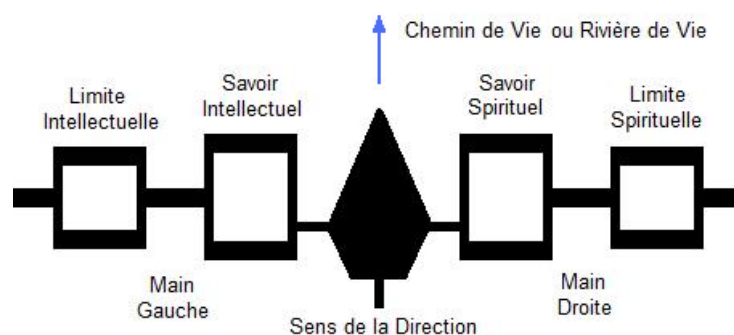 Chemin de Vie ou Rivière de Vie
Limite
Intellectuelle
Savoir
Intellectuel
Savoir
Spirituel
Limite
Spirituelle
Main
Gauche
Main
Droite
Sens de la Direction